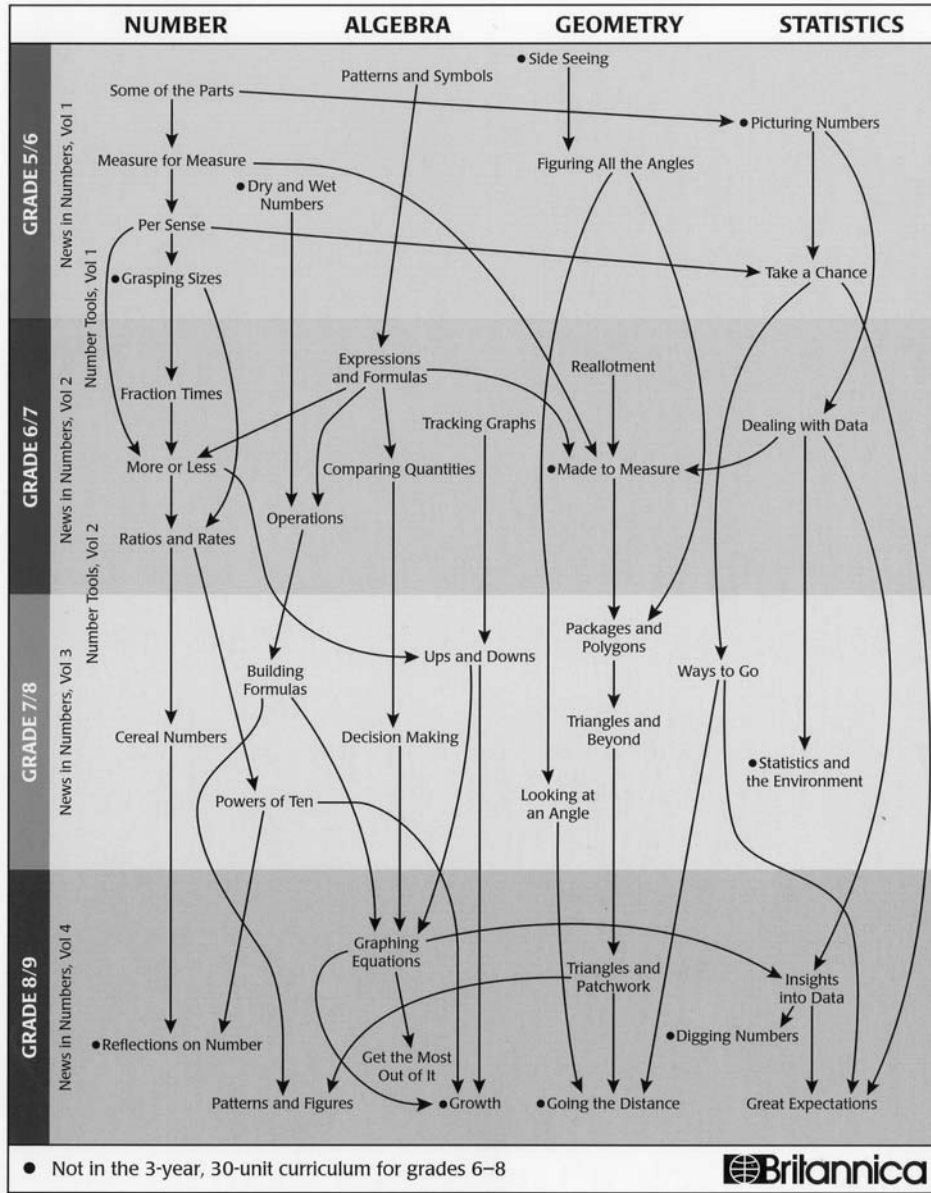 NUMBER
ALGEBRA
GEOMETRY
STATISTICS
GRADE 5/6
News in Numbers, Vol 1
Number Tools, Vol 1
Some of the Parts
Patterns and Symbols
● Side Seeing
● Picturing Numbers
Measure for Measure
Figuring All the Angles
● Dry and Wet
Numbers
Per Sense
● Grasping Sizes
Take a Chance
GRADE 6/7
News in Numbers, Vol 2
Number Tools, Vol 2
Expressions
and Formulas
Reallotment
Fraction Times
Tracking Graphs
Dealing with Data
More or Less
Comparing Quantities
● Made to Measure
Operations
Ratios and Rates
GRADE 7/8
News in Numbers, Vol 3
Packages and
Polygons
Ups and Downs
Building
Formulas
Ways to Go
Cereal Numbers
Decision Making
Triangles and
Beyond
● Statistics and
the Environment
Powers of Ten
Looking at
an Angle
GRADE 8/9
News in Numbers, Vol 4
Graphing
Equations
Triangles and
Patchwork
Insights
into Data
● Digging Numbers
● Reflections on Number
Get the Most
Out of It
Patterns and Figures
● Growth
● Going the Distance
Great Expectations
● Not in the 3-year, 30-unit curriculum for grades 6–8
Britannica